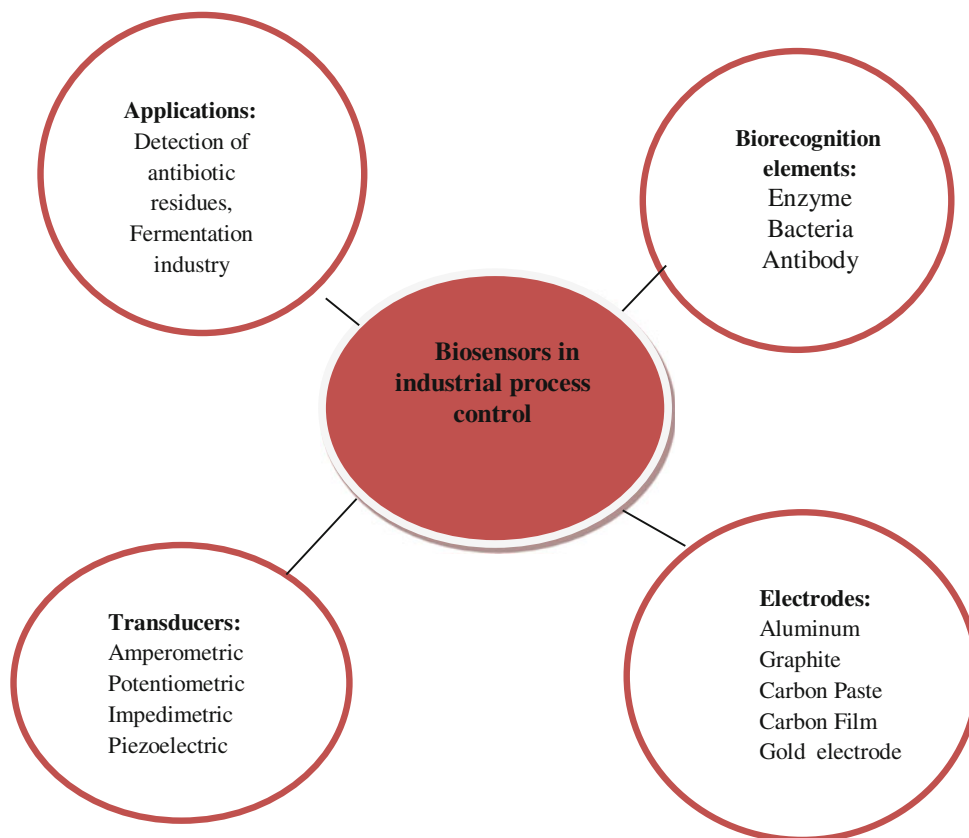 Applications:
Detection of
antibiotic
residues,
Fermentation
industry
Biorecognition
elements:
Enzyme
Bacteria
Antibody
Biosensors in
industrial process
control
Transducers:
Amperometric
Potentiometric
Impedimetric
Piezoelectric
Electrodes:
Aluminum
Graphite
Carbon Paste
Carbon Film
Gold electrode